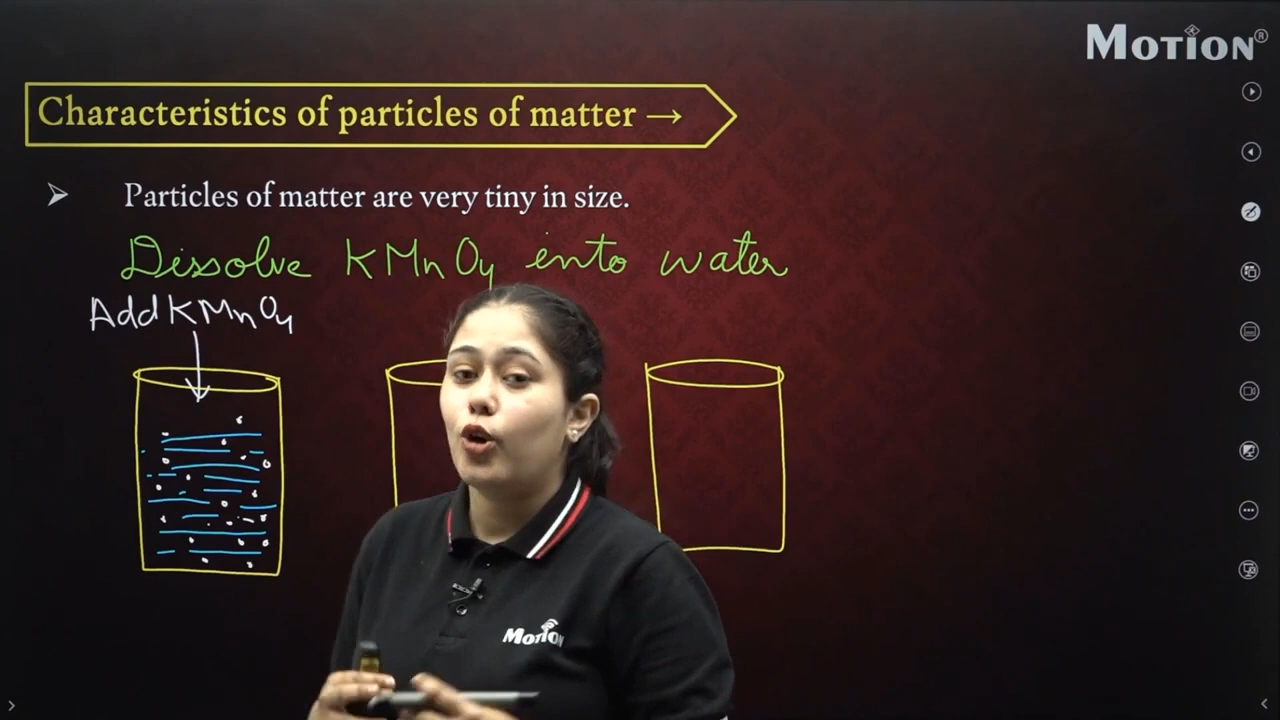 MOTION®
Characteristics of particles of matter →
➢ Particles of matter are very tiny in size.
Dissolve KMnO4 into water
Add KMnO4
MOTION